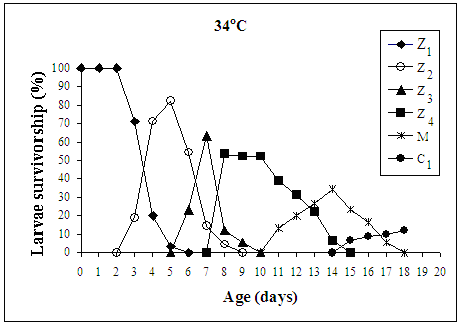 34°C
Z1
Z2
Z3
Z4
M
C1
Larvae survivorship (%)
100
90
80
70
60
50
40
30
20
10
0
0 1 2 3 4 5 6 7 8 9 10 11 12 13 14 15 16 17 18 19 20
Age (days)